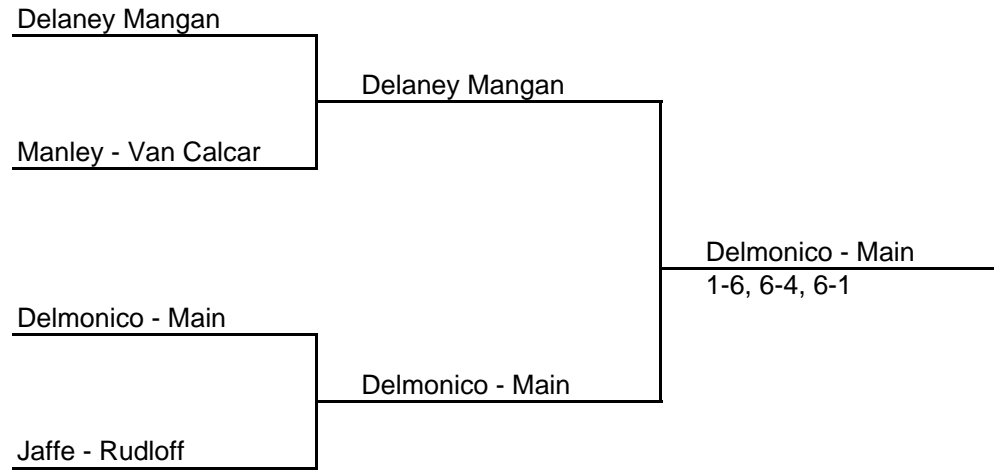 Delaney Mangan
Delaney Mangan
Manley - Van Calcar
Delmonico - Main
1-6, 6-4, 6-1
Delmonico - Main
Delmonico - Main
Jaffe - Rudloff